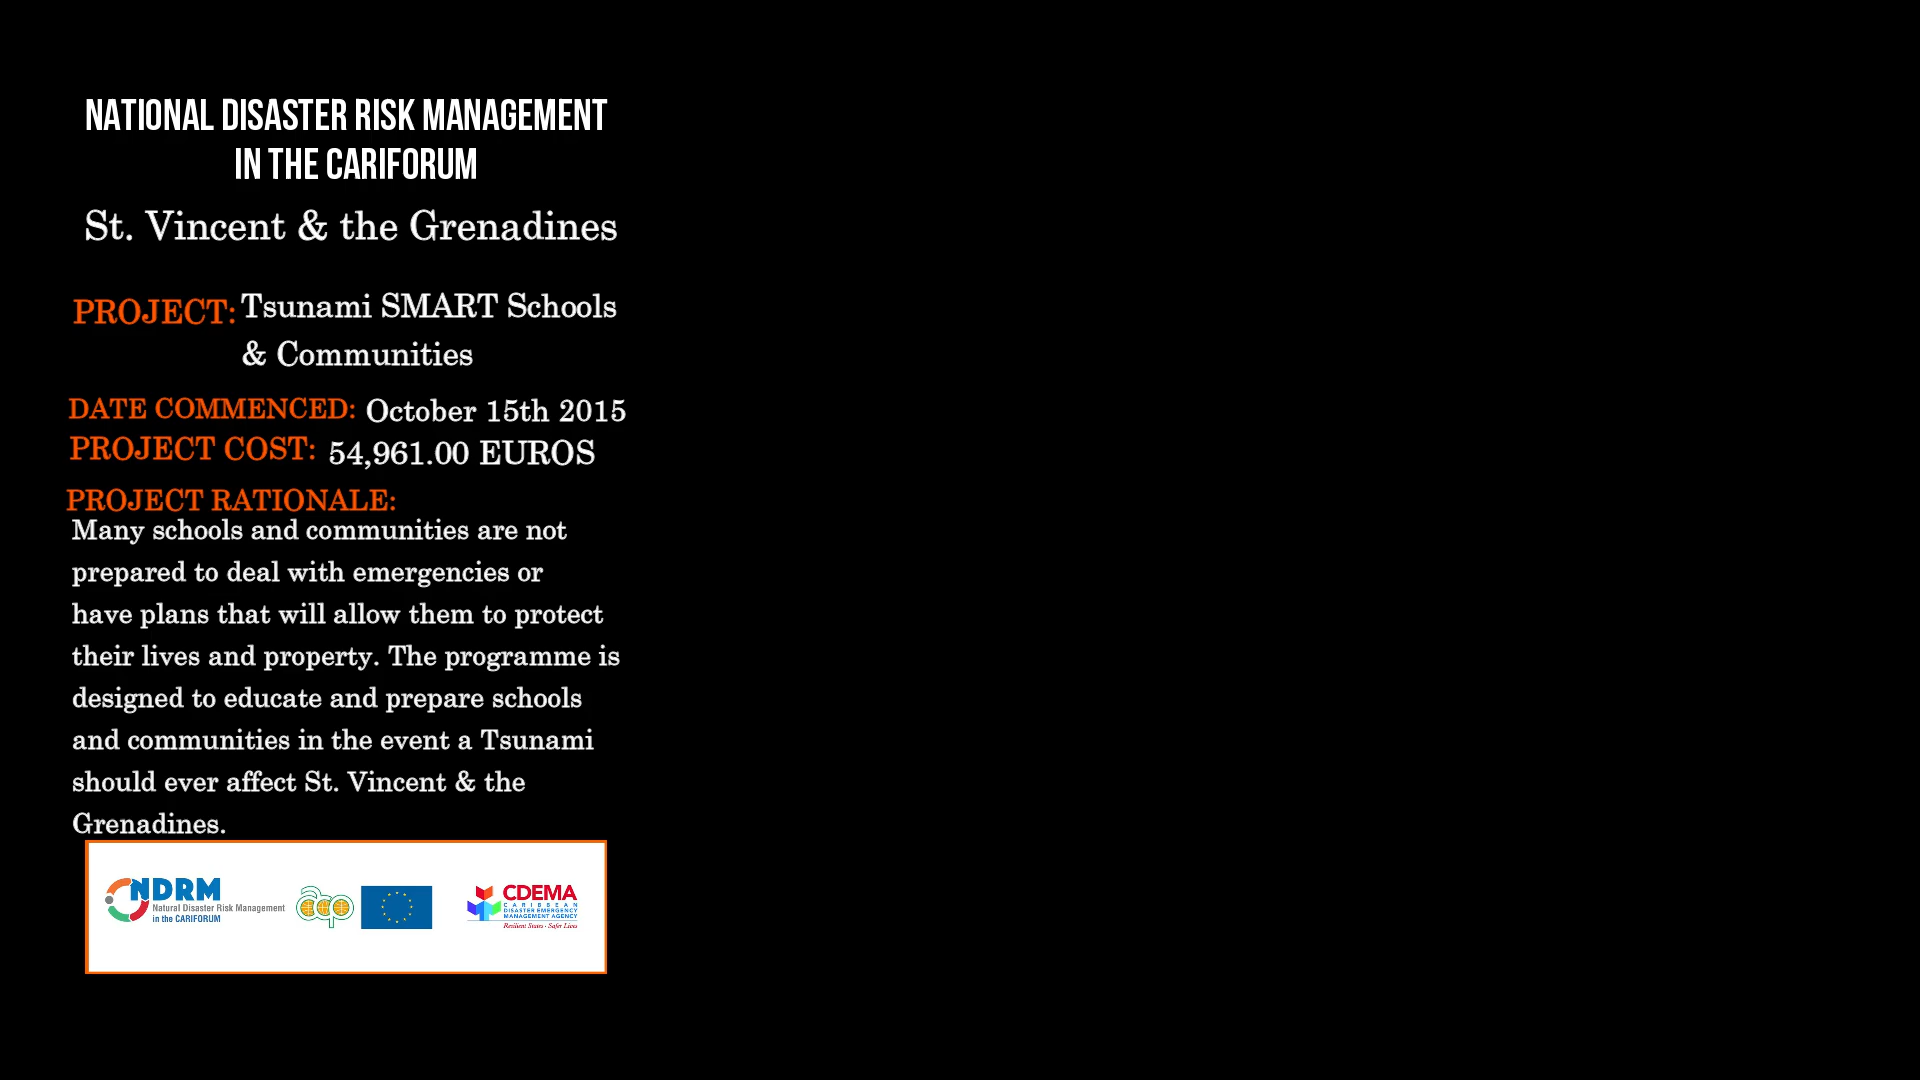 NATIONAL DISASTER RISK MANAGEMENT
IN THE CARIFORUM
St. Vincent & the Grenadines
PROJECT: Tsunami SMART Schools
& Communities
DATE COMMENCED: October 15th 2015
PROJECT COST: 54,961.00 EUROS
PROJECT RATIONALE:
Many schools and communities are not
prepared to deal with emergencies or
have plans that will allow them to protect
their lives and property. The programme is
designed to educate and prepare schools
and communities in the event a Tsunami
should ever affect St. Vincent & the
Grenadines.
NDRM
Natural Disaster Risk Management
in the CARIFORUM
acp
CDEMA
CARIBBEAN
DISASTER EMERGENCY
MANAGEMENT AGENCY
Resilient States - Safer Lives